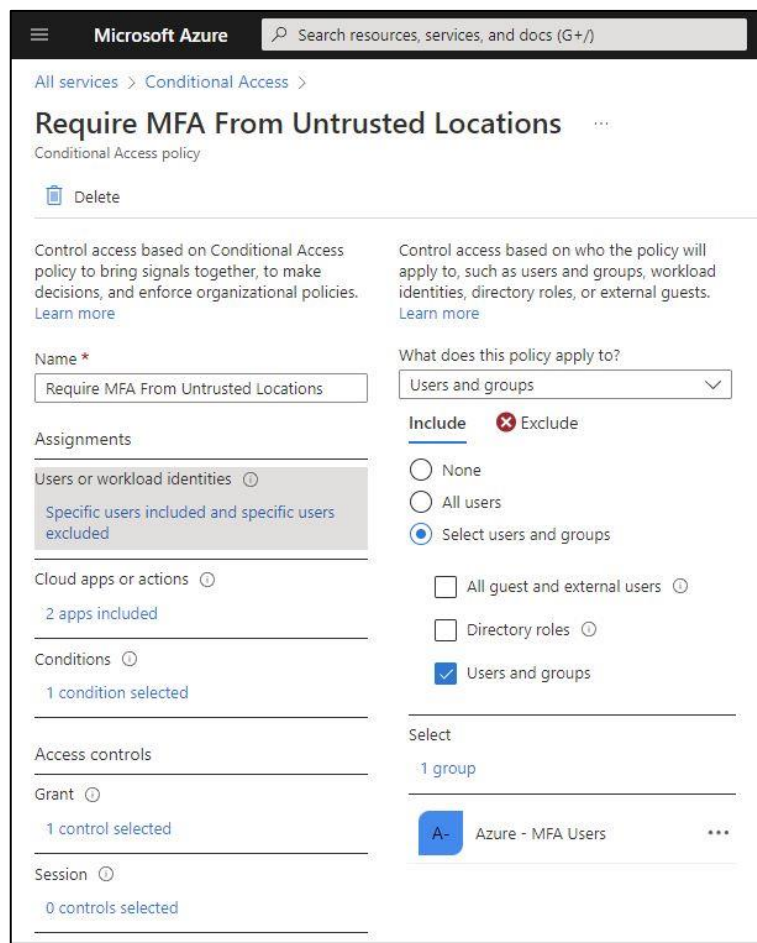 Microsoft Azure
Search resources, services, and docs (G+/)
All services > Conditional Access >
Require MFA From Untrusted Locations ...
Conditional Access policy
Delete
Control access based on Conditional Access
policy to bring signals together, to make
decisions, and enforce organizational policies.
Learn more
Name *
Require MFA From Untrusted Locations
Assignments
Users or workload identities
Specific users included and specific users
excluded
Cloud apps or actions
2 apps included
Conditions
1 condition selected
Access controls
Grant
1 control selected
Session
0 controls selected
Control access based on who the policy will
apply to, such as users and groups, workload
identities, directory roles, or external guests.
Learn more
What does this policy apply to?
Users and groups
Include Exclude
None
All users
Select users and groups
All guest and external users
Directory roles
Users and groups
Select
1 group
A- Azure - MFA Users